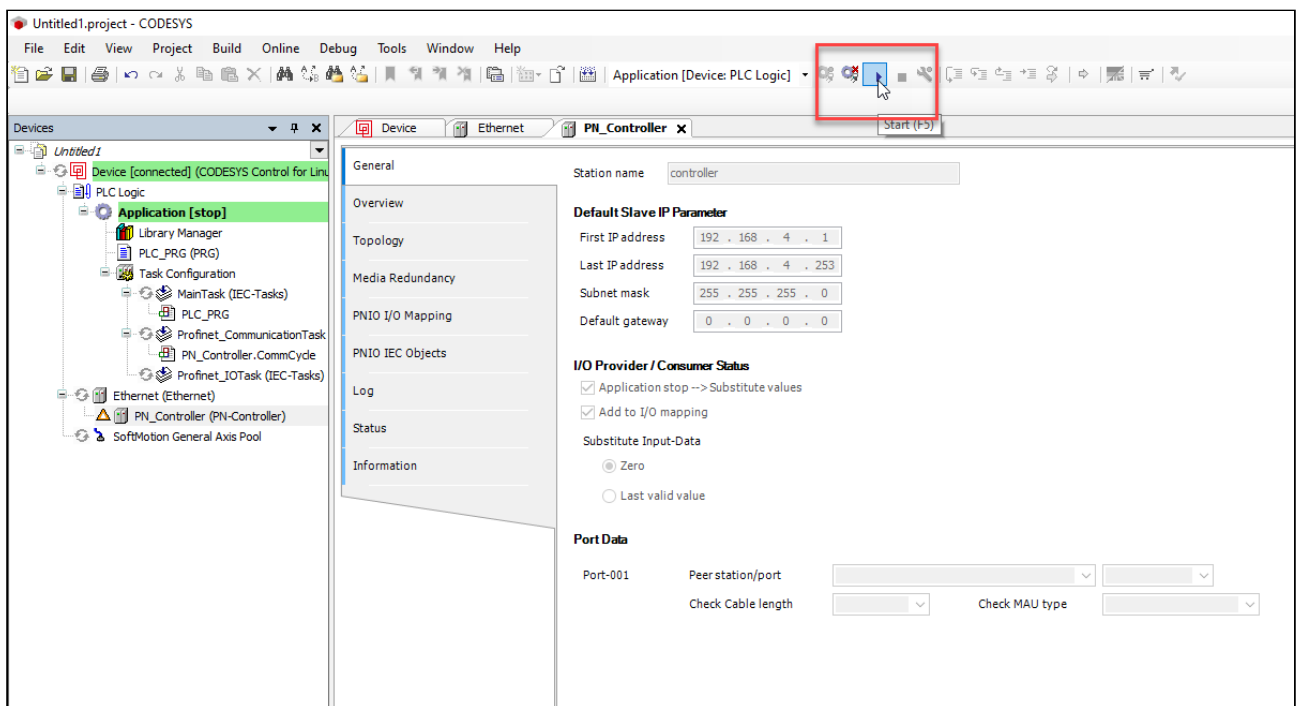 Untitled1.project - CODESYS
File Edit View Project Build Online Debug Tools Window Help
Application [Device: PLC Logic]
Start (F5)
Devices
Untitled1
Device [connected] (CODESYS Control for Linu
PLC Logic
Application [stop]
Library Manager
PLC_PRG (PRG)
Task Configuration
MainTask (IEC-Tasks)
PLC_PRG
Profinet_CommunicationTask
PN_Controller.CommCycle
Profinet_IOTask (IEC-Tasks)
Ethernet (Ethernet)
PN_Controller (PN-Controller)
SoftMotion General Axis Pool
Device Ethernet PN_Controller
General
Overview
Topology
Media Redundancy
PNIO I/O Mapping
PNIO IEC Objects
Log
Status
Information
Station name controller
Default Slave IP Parameter
First IP address 192 . 168 . 4 . 1
Last IP address 192 . 168 . 4 . 253
Subnet mask 255 . 255 . 255 . 0
Default gateway 0 . 0 . 0 . 0
I/O Provider / Consumer Status
Application stop --> Substitute values
Add to I/O mapping
Substitute Input-Data
Zero
Last valid value
Port Data
Port-001 Peer station/port
Check Cable length Check MAU type